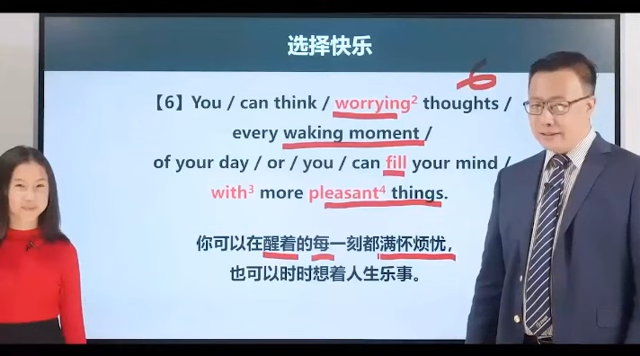 选择快乐
6
【6】You / can think / worrying² thoughts /
every waking moment /
of your day / or / you / can fill your mind /
with³ more pleasant⁴ things.
你可以在醒着的每一刻都满怀烦忧，
也可以时时想着人生乐事。